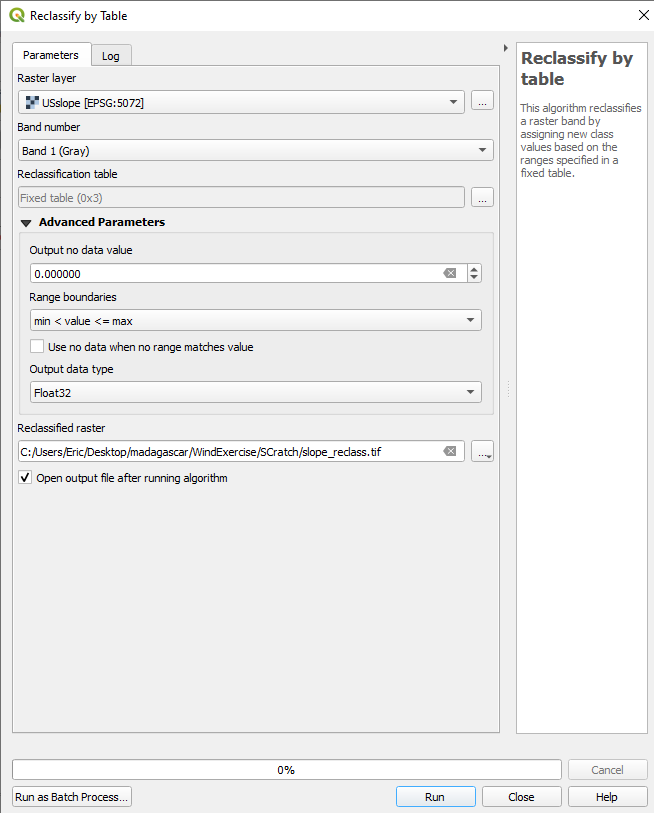 Reclassify by Table
Parameters
Log
Raster layer
USslope [EPSG:5072]
...
Band number
Band 1 (Gray)
Reclassification table
Fixed table (0x3)
...
Advanced Parameters
Output no data value
0.000000
Range boundaries
min < value <= max
Use no data when no range matches value
Output data type
Float32
Reclassified raster
C:/Users/Eric/Desktop/madagascar/WindExercise/SCratch/slope_reclass.tif
...
Open output file after running algorithm
Reclassify by
table
This algorithm reclassifies
a raster band by
assigning new class
values based on the
ranges specified in a
fixed table.
0%
Cancel
Run as Batch Process...
Run
Close
Help